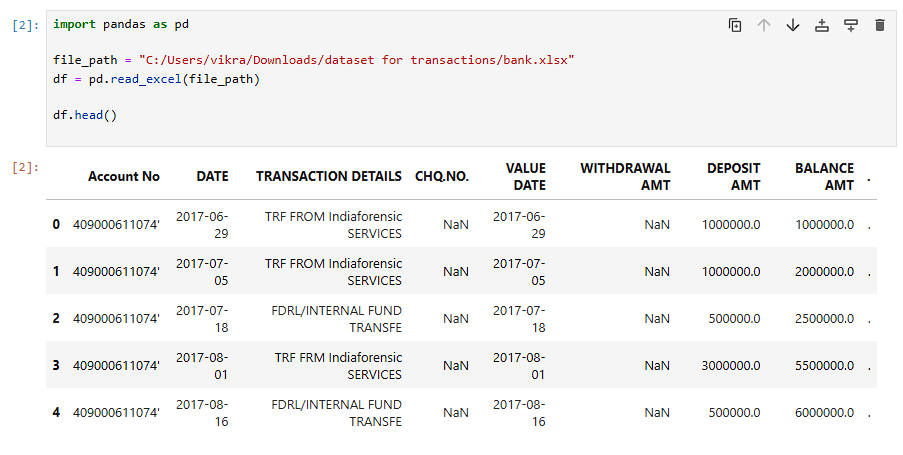 [2]: import pandas as pd
file_path = "C:/Users/vikra/Downloads/dataset for transactions/bank.xlsx"
df = pd.read_excel(file_path)
df.head()
[2]:
Account No DATE TRANSACTION DETAILS CHQ.NO. VALUE DATE WITHDRAWAL AMT DEPOSIT AMT BALANCE AMT .
0 409000611074' 2017-06-29 TRF FROM Indiaforensic SERVICES NaN 2017-06-29 NaN 1000000.0 1000000.0 .
1 409000611074' 2017-07-05 TRF FROM Indiaforensic SERVICES NaN 2017-07-05 NaN 1000000.0 2000000.0 .
2 409000611074' 2017-07-18 FDRL/INTERNAL FUND TRANSFE NaN 2017-07-18 NaN 500000.0 2500000.0 .
3 409000611074' 2017-08-01 TRF FRM Indiaforensic SERVICES NaN 2017-08-01 NaN 3000000.0 5500000.0 .
4 409000611074' 2017-08-16 FDRL/INTERNAL FUND TRANSFE NaN 2017-08-16 NaN 500000.0 6000000.0 .